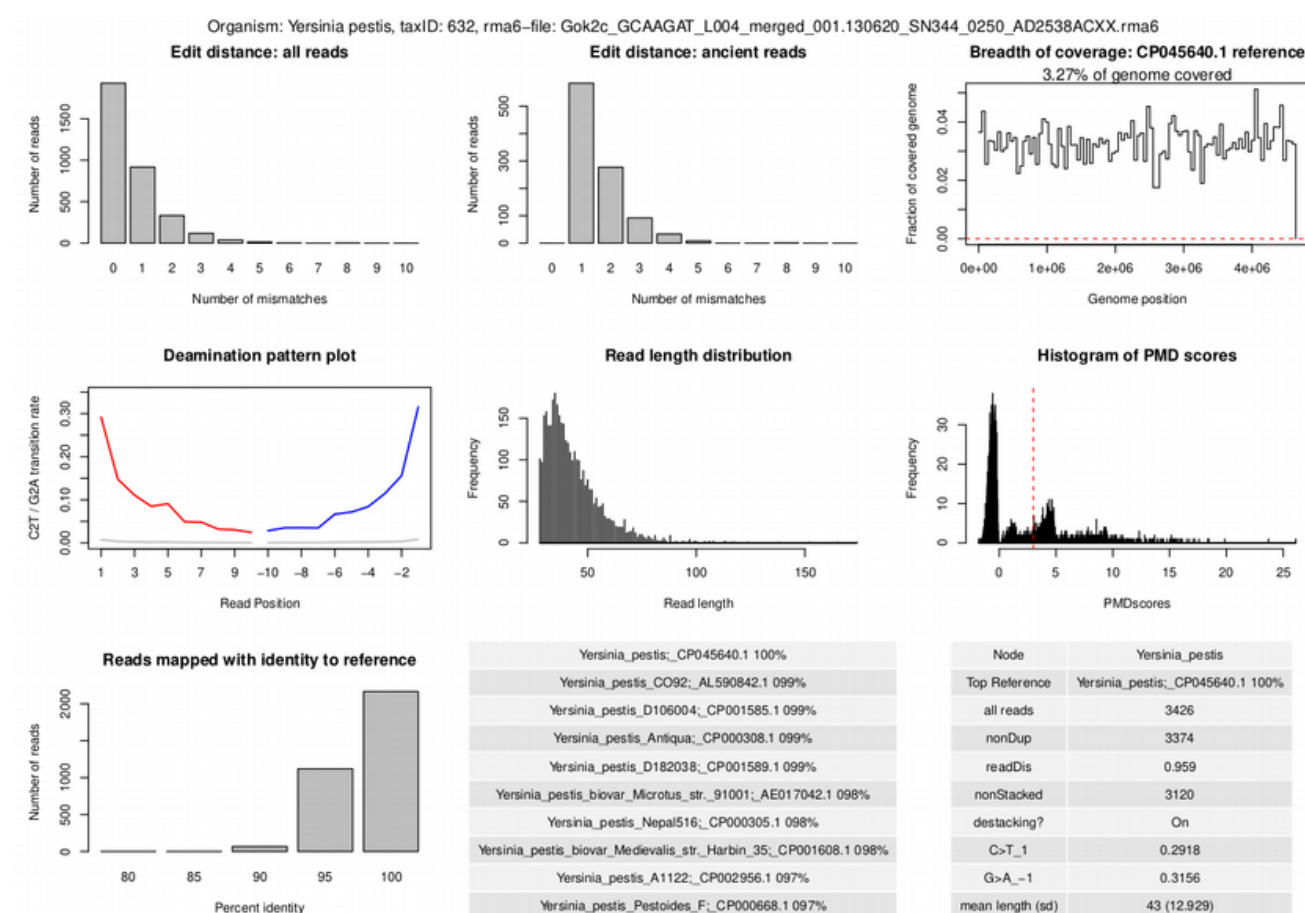 Organism: Yersinia pestis, taxID: 632, rma6−file: Gok2c_GCAAGAT_L004_merged_001.130620_SN344_0250_AD2538ACXX.rma6
Edit distance: all reads
Number of reads
1500
1000
500
0
0 1 2 3 4 5 6 7 8 9 10
Number of mismatches
Edit distance: ancient reads
Number of reads
500
300
100
0
0 1 2 3 4 5 6 7 8 9 10
Number of mismatches
Breadth of coverage: CP045640.1 reference
3.27% of genome covered
Fraction of covered genome
0.04
0.02
0.00
0e+00 1e+06 2e+06 3e+06 4e+06
Genome position
Deamination pattern plot
C2T / G2A transition rate
0.30
0.20
0.10
0.00
1 3 5 7 9 −10 −8 −6 −4 −2
Read Position
Read length distribution
Frequency
150
100
50
0
50 100 150
Read length
Histogram of PMD scores
Frequency
30
20
10
0
0 5 10 15 20 25
PMDscores
Reads mapped with identity to reference
Number of reads
2000
1000
500
0
80 85 90 95 100
Percent identity
Yersinia_pestis;_CP045640.1 100%
Yersinia_pestis_CO92;_AL590842.1 099%
Yersinia_pestis_D106004;_CP001585.1 099%
Yersinia_pestis_Antiqua;_CP000308.1 099%
Yersinia_pestis_D182038;_CP001589.1 099%
Yersinia_pestis_biovar_Microtus_str._91001;_AE017042.1 098%
Yersinia_pestis_Nepal516;_CP000305.1 098%
Yersinia_pestis_biovar_Medievalis_str._Harbin_35;_CP001608.1 098%
Yersinia_pestis_A1122;_CP002956.1 097%
Yersinia_pestis_Pestoides_F;_CP000668.1 097%
Node Yersinia_pestis
Top Reference Yersinia_pestis;_CP045640.1 100%
all reads 3426
nonDup 3374
readDis 0.959
nonStacked 3120
destacking? On
C>T_1 0.2918
G>A_−1 0.3156
mean length (sd) 43 (12.929)